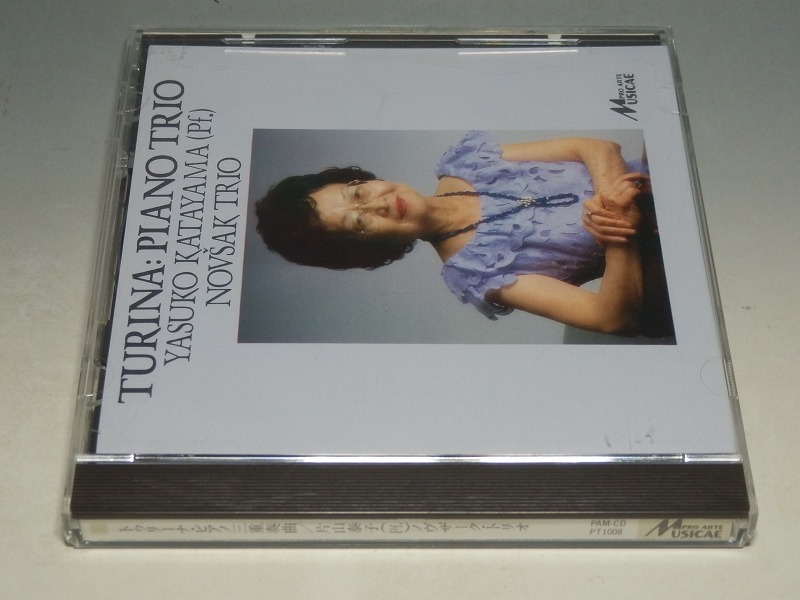 TURINA: PIANO TRIO
YASUKO KATAYAMA (Pf.)
NOVŠAK TRIO
PRO ARTE
MUSICAE
トゥリーナ・ピアノ三重奏曲／片山泰子(Pf.)ノヴザーク・トリオ
PAM-CD
PT1008
PRO ARTE
MUSICAE